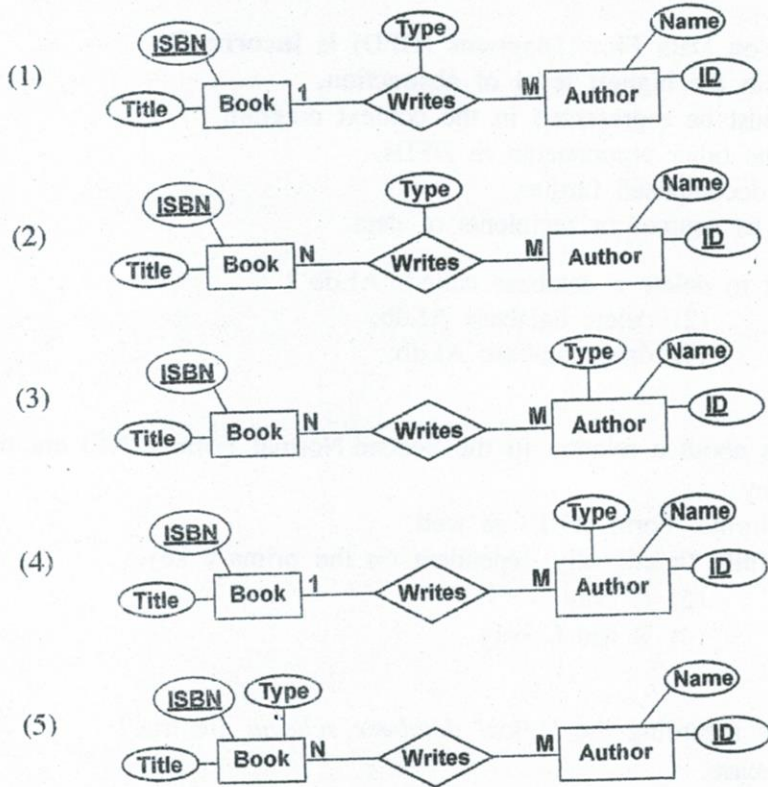 Type
Name
ISBN
(1)
Title Book 1 Writes M Author ID
Type
Name
ISBN
(2)
Title Book N Writes M Author ID
Type Name
ISBN
(3)
Title Book N Writes M Author ID
Type Name
ISBN
(4)
Title Book 1 Writes M Author ID
Name
ISBN Type
(5)
Title Book N Writes M Author ID